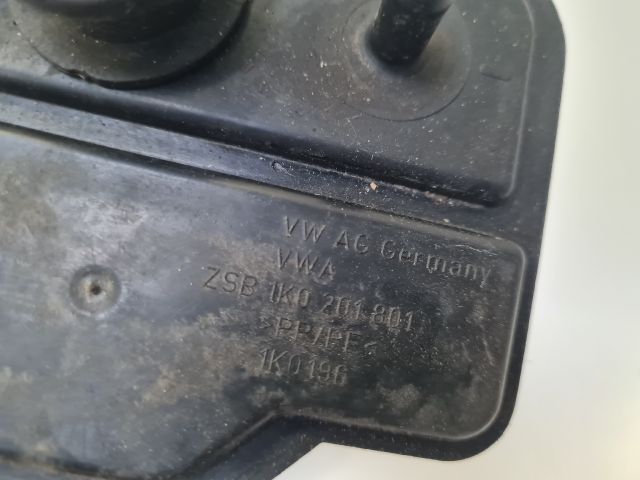 VW AG Germany
VWA
ZSB 1K0 201 801
>PP/PE<
1K0196